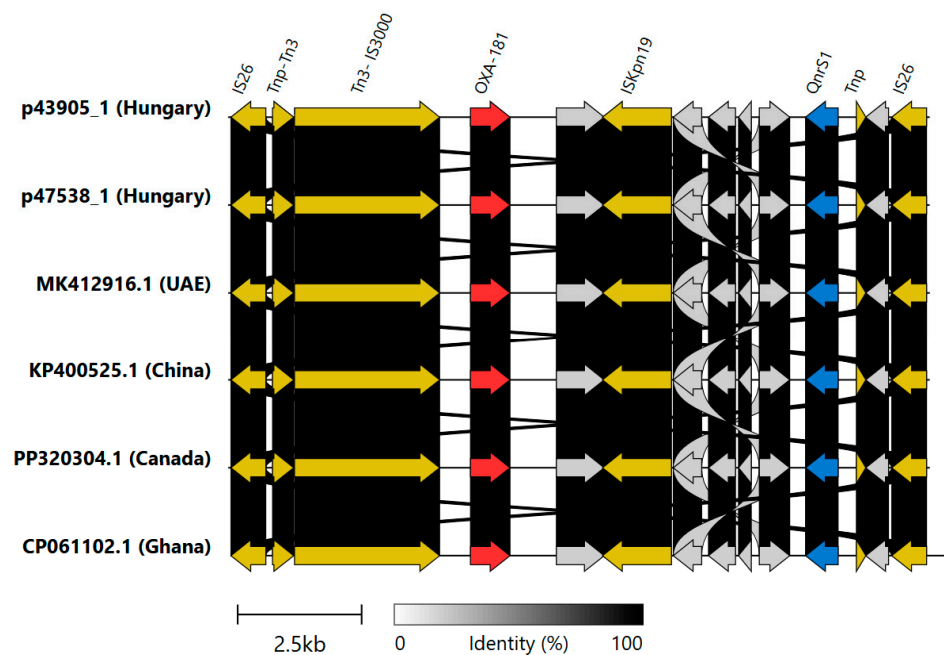 IS26
Tnp-Tn3
Tn3- IS3000
OXA-181
ISKpn19
QnrS1
Tnp
IS26
p43905_1 (Hungary)
p47538_1 (Hungary)
MK412916.1 (UAE)
KP400525.1 (China)
PP320304.1 (Canada)
CP061102.1 (Ghana)
2.5kb
0 Identity (%) 100